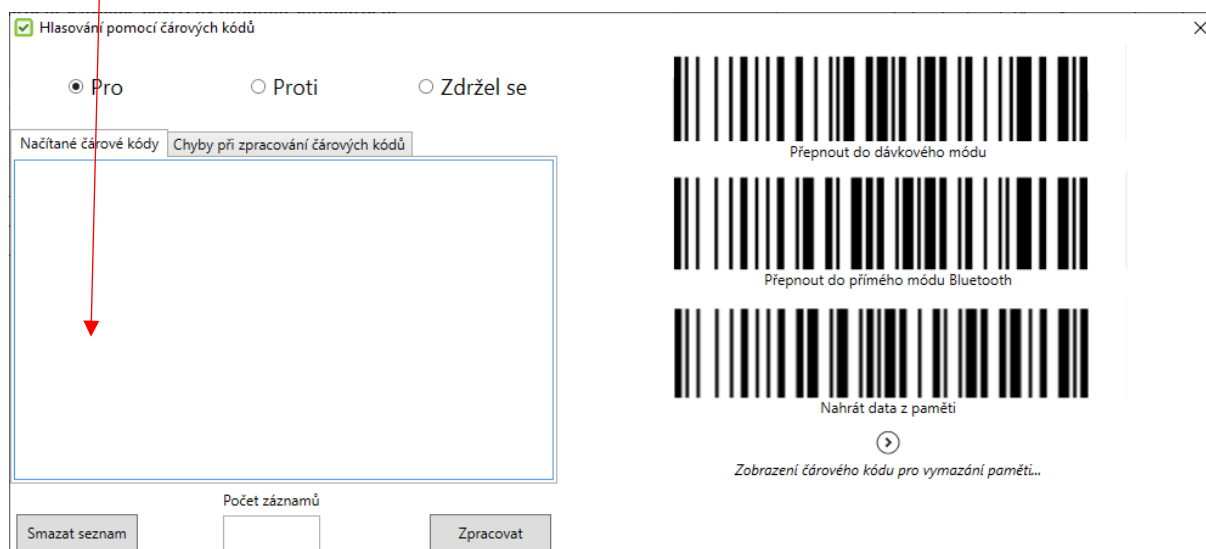 Hlasování pomocí čárových kódů
Pro
Proti
Zdržel se
Načítané čárové kódy
Chyby při zpracování čárových kódů
Počet záznamů
Smazat seznam
Zpracovat
Přepnout do dávkového módu
Přepnout do přímého módu Bluetooth
Nahrát data z paměti
Zobrazení čárového kódu pro vymazání paměti...